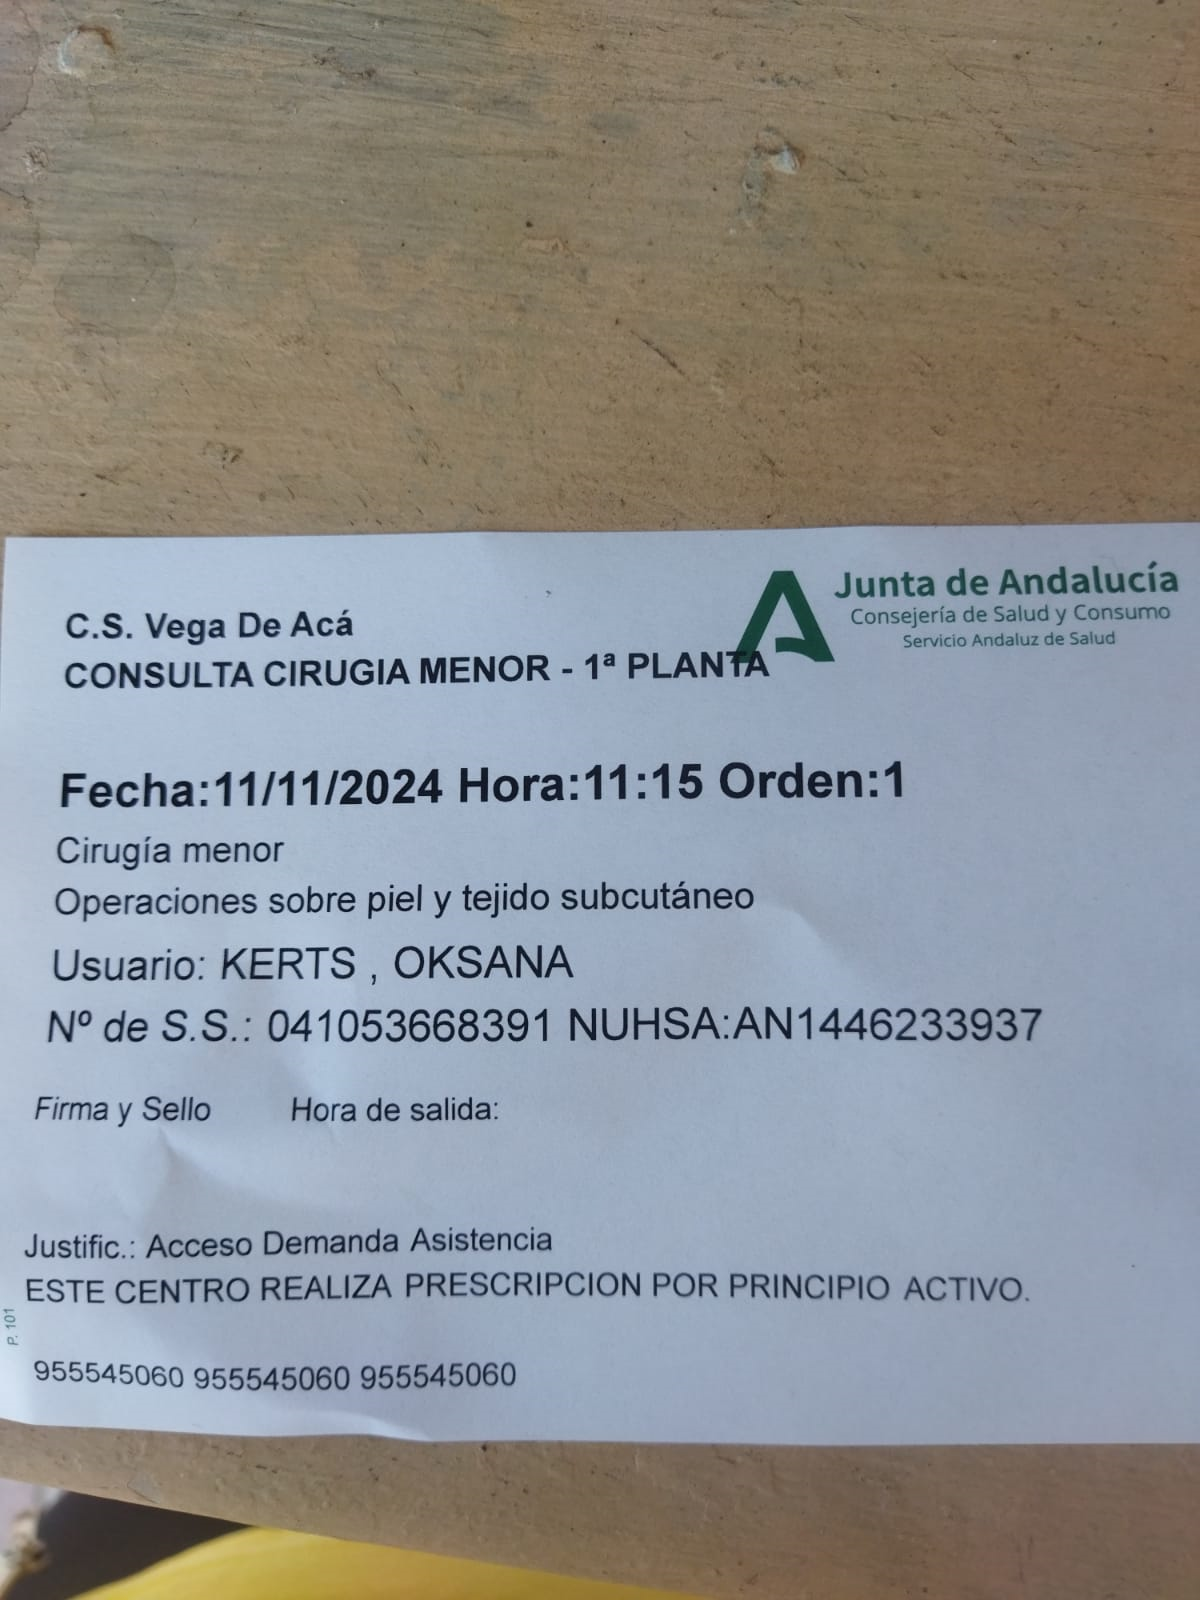 Junta de Andalucía
Consejería de Salud y Consumo
Servicio Andaluz de Salud
C.S. Vega De Acá
CONSULTA CIRUGIA MENOR - 1ª PLANTA
Fecha:11/11/2024 Hora:11:15 Orden:1
Cirugía menor
Operaciones sobre piel y tejido subcutáneo
Usuario: KERTS , OKSANA
Nº de S.S.: 041053668391 NUHSA:AN1446233937
Firma y Sello Hora de salida:
Justific.: Acceso Demanda Asistencia
ESTE CENTRO REALIZA PRESCRIPCION POR PRINCIPIO ACTIVO.
P. 101
955545060 955545060 955545060